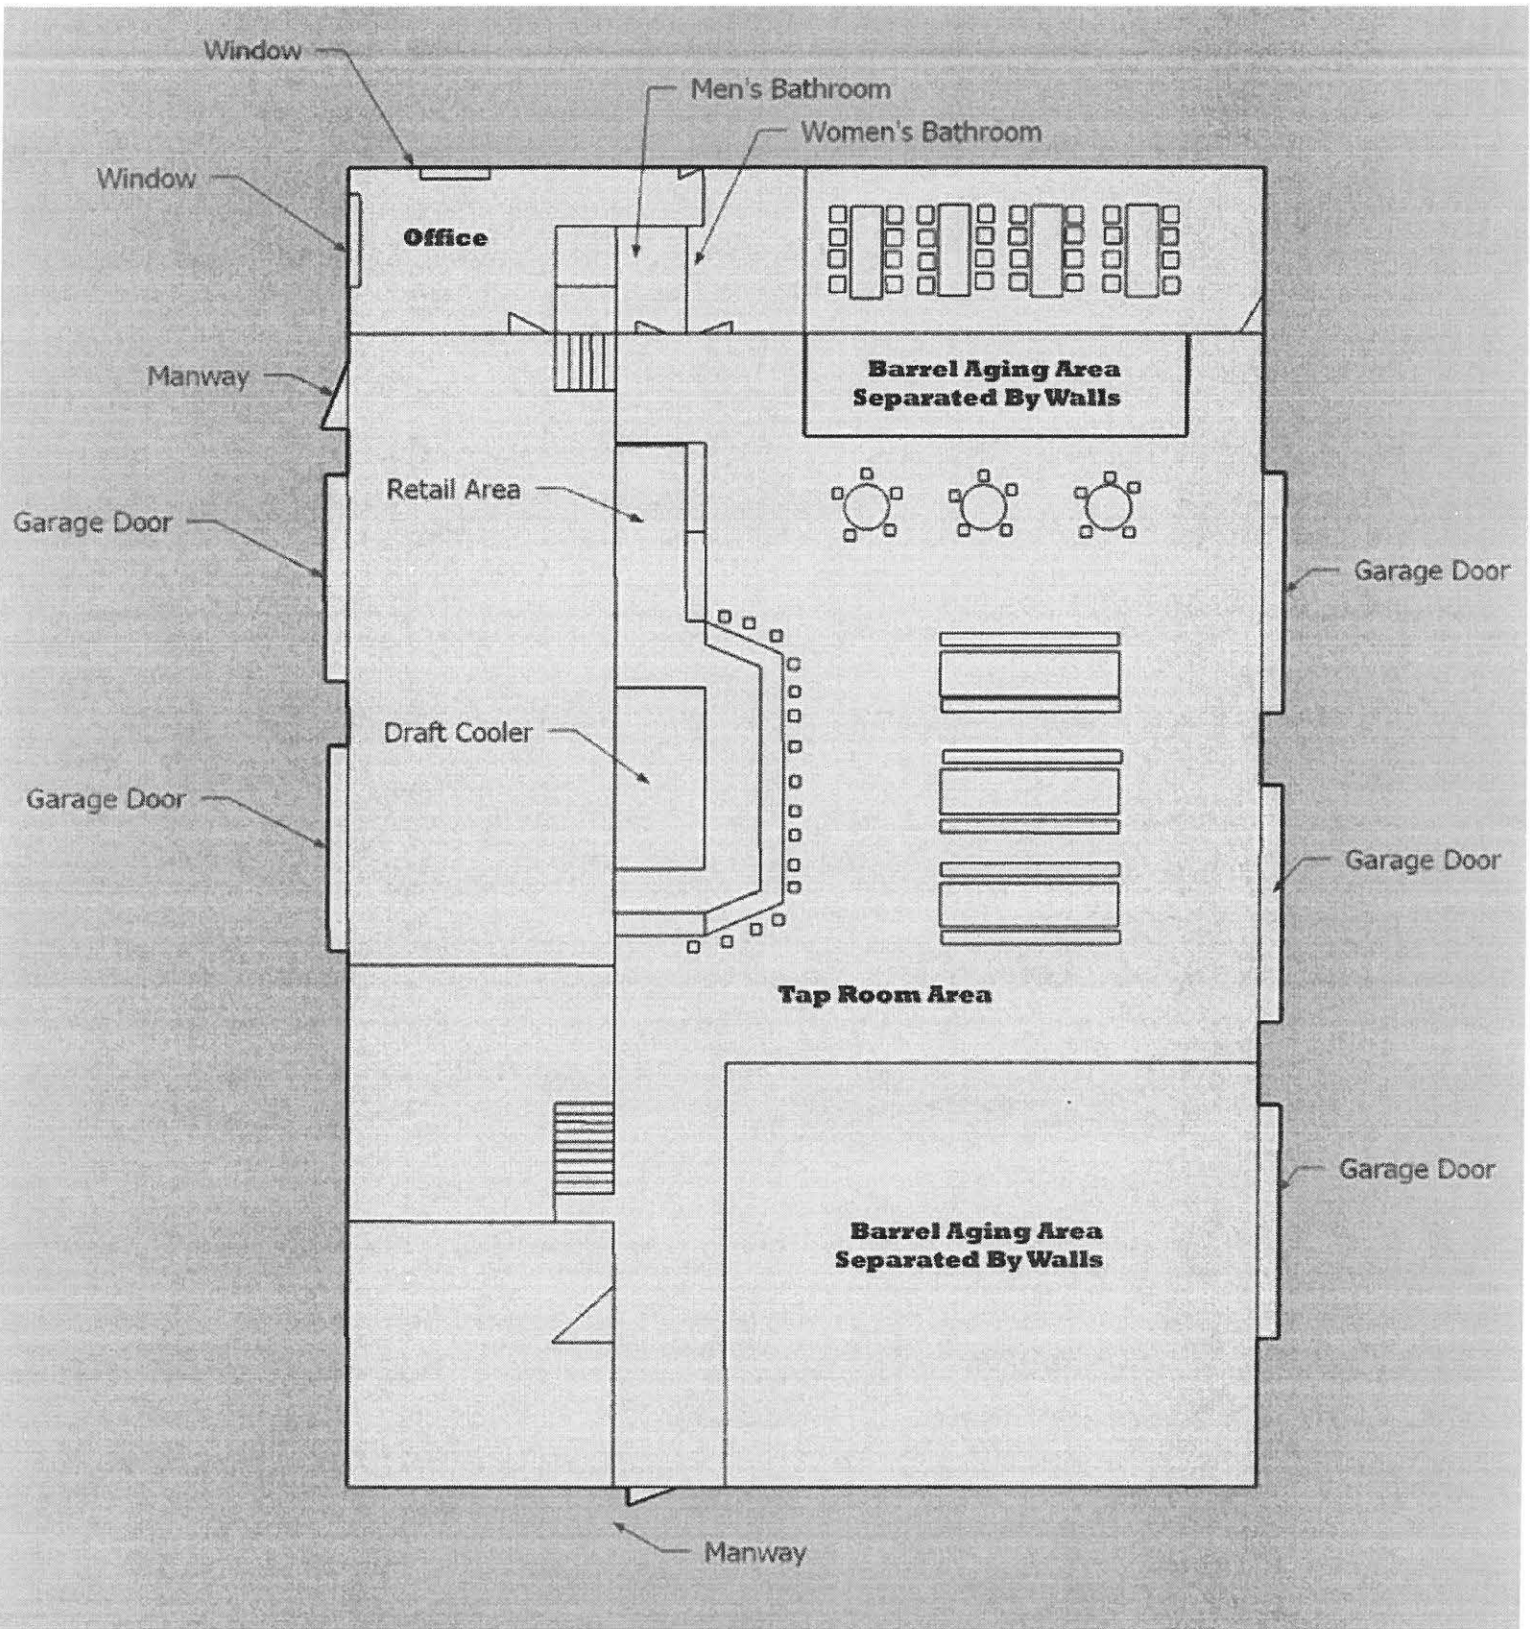 Window
Men's Bathroom
Women's Bathroom
Window
Office
Barrel Aging Area
Separated By Walls
Manway
Retail Area
Garage Door
Garage Door
Draft Cooler
Garage Door
Garage Door
Tap Room Area
Garage Door
Barrel Aging Area
Separated By Walls
Manway